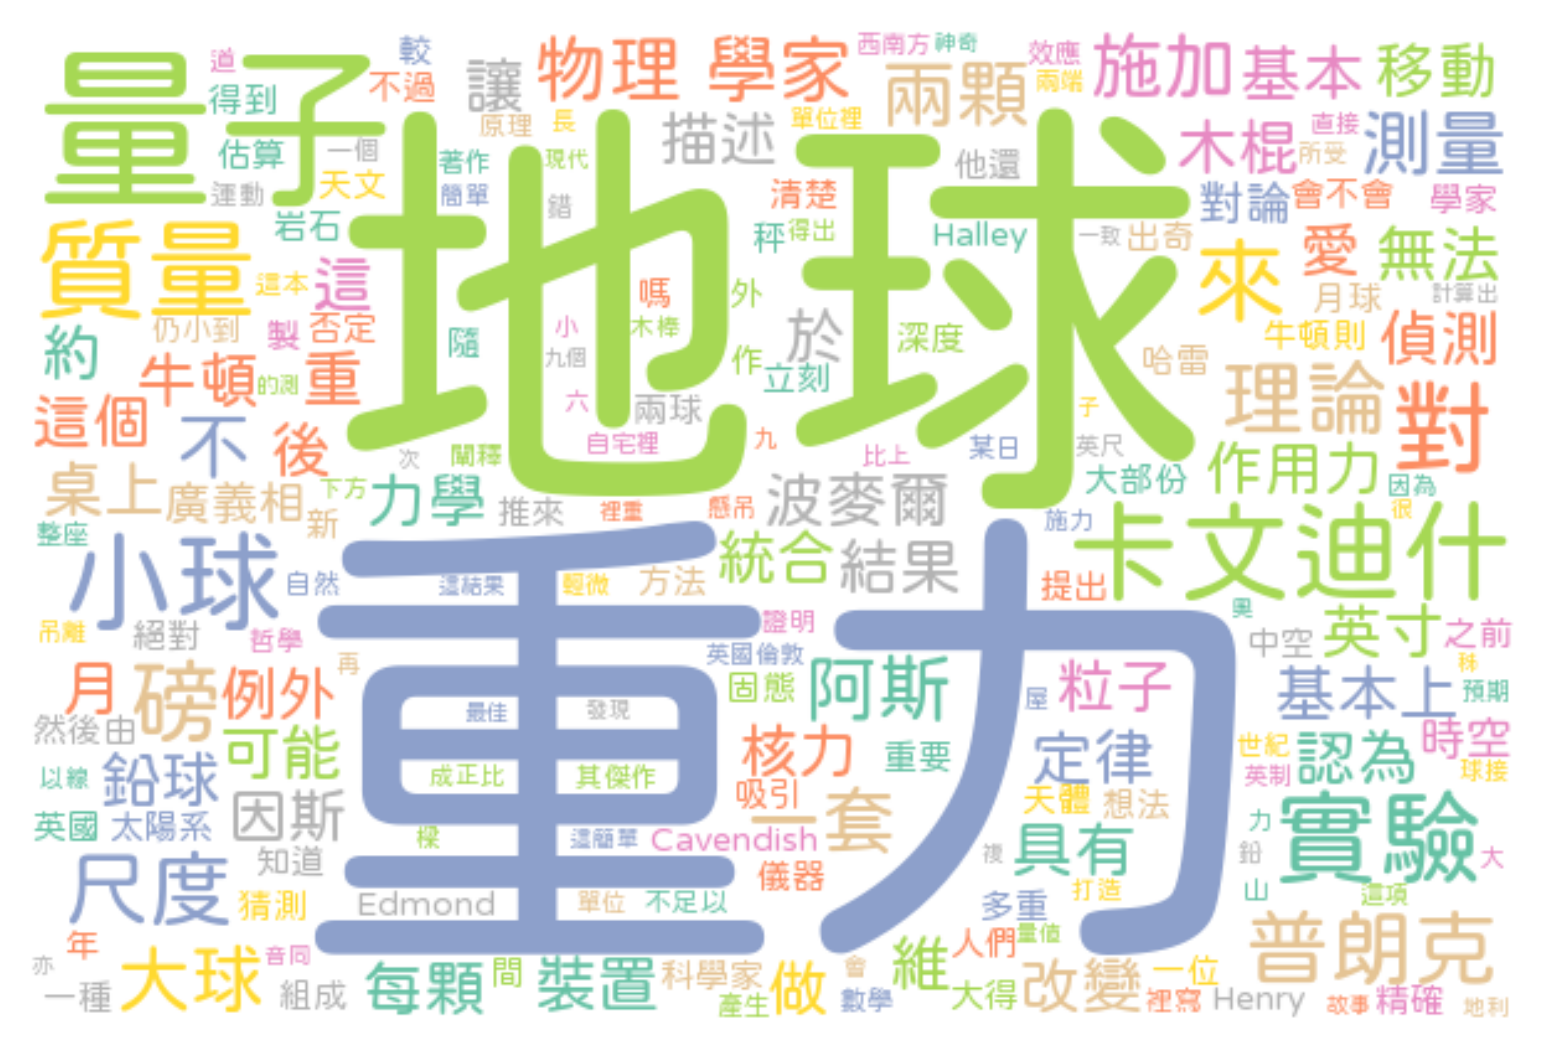 量子
道
得到
較
不過
讓
物理 學家
西南方 神奇
兩顆
效應
兩端
施加 基本 移動
估算
一個
運動
天文
原理
長
著作
簡單
現代
描述
單位裡
他還
木棍
直接
所受
測量
地球
岩石
錯
清楚
秤 得出
Halley
一致 出奇
對論 會不會 學家
質量
這本 這
嗎
外
來
愛
無法
月球
計算出
約
仍小到
製 否定
隨
小
木棒
九個
於
深度
牛頓則
偵測
牛頓
的測 重
作
立刻
哈雷
理論
對
這個
不
後
六
兩球
自宅裡
九
子
比上
某日
英尺
桌上
廣義相
下方
次
闡釋
力學
推來
裡重
懸吊
波麥爾
大部份
作用力
因為
很
整座
新
小球
自然
這結果
輕微
方法
統合 結果
施力
卡文迪什
提出
重力
吊離
絕對
哲學
證明
英國倫敦
奧
中空
英寸 之前
月
磅 例外
再
最佳
發現
固態
阿斯
屋
粒子
基本上
秭
預期
然後由
可能
以線
鉛球
成正比
其傑作
核力
重要
定律
世紀
英制
認為
時空
球接
英國 太陽系
因斯
樑
這簡單
吸引
Cavendish
一套
天體 想法
力
實驗
尺度
知道
儀器
複
具有
鉛
大
猜測
Edmond
單位
不足以
多重
打造
山
這項
年
亦
一種
大球
音同
組成
每顆
間
裝置
科學家
產生
做
會
數學
維
人們
量值
大得
改變
一位
裡寫
Henry
普朗克
故事 精確
地利